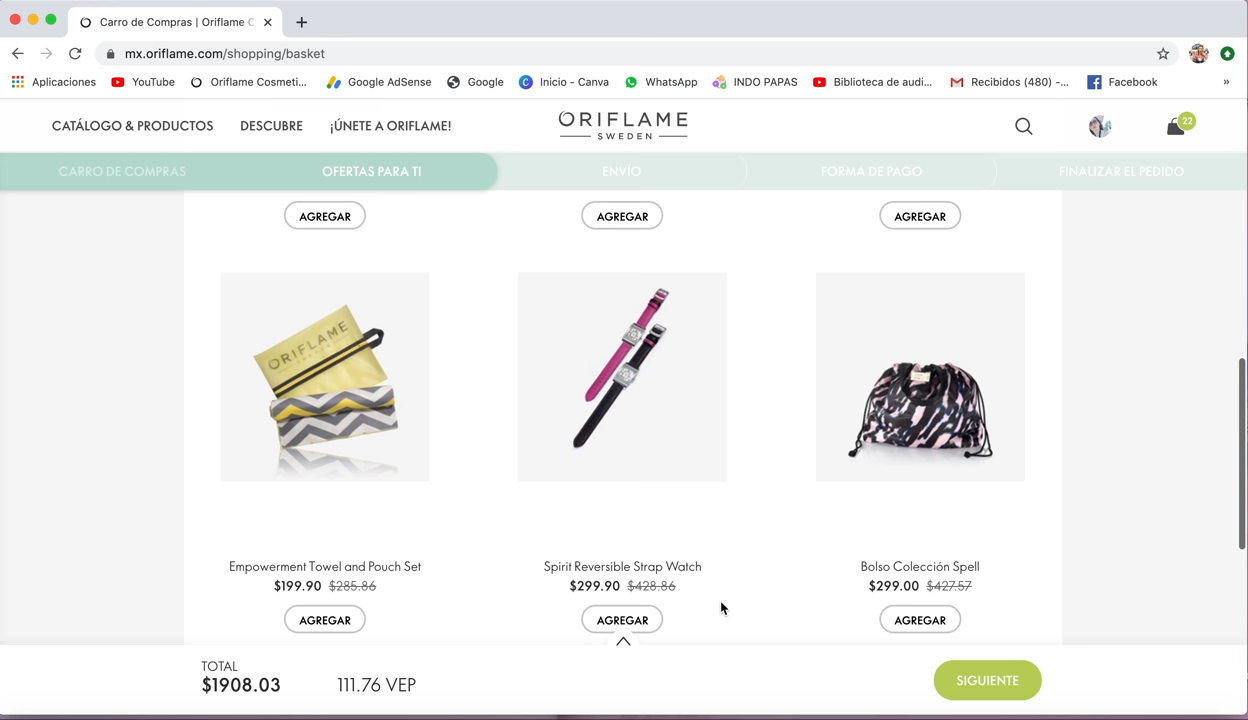 Carro de Compras | Oriflame C
mx.oriflame.com/shopping/basket
Aplicaciones YouTube Oriflame Cosmeti... Google AdSense Google Inicio - Canva WhatsApp INDO PAPAS Biblioteca de audi... Recibidos (480) -... Facebook »
CATÁLOGO & PRODUCTOS DESCUBRE ¡ÚNETE A ORIFLAME! ORIFLAME 22
SWEDEN
CARRO DE COMPRAS OFERTAS PARA TI ENVÍO FORMA DE PAGO FINALIZAR EL PEDIDO
AGREGAR AGREGAR AGREGAR
ORIFLAME
Empowerment Towel and Pouch Set Spirit Reversible Strap Watch Bolso Colección Spell
$199.90 $285.86 $299.90 $428.86 $299.00 $427.57
AGREGAR AGREGAR AGREGAR
TOTAL
$1908.03 111.76 VEP SIGUIENTE